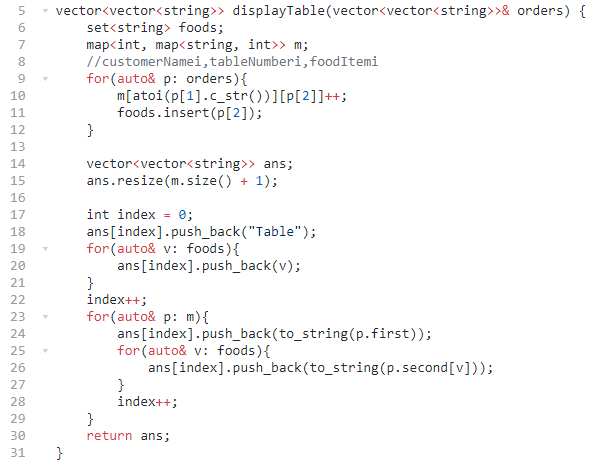 5 vector<vector<string>> displayTable(vector<vector<string>>& orders) {
6 set<string> foods;
7 map<int, map<string, int>> m;
8 //customerNamei,tableNumberi,foodItemi
9 for(auto& p: orders){
10 m[atoi(p[1].c_str())][p[2]]++;
11 foods.insert(p[2]);
12 }
13
14 vector<vector<string>> ans;
15 ans.resize(m.size() + 1);
16
17 int index = 0;
18 ans[index].push_back("Table");
19 for(auto& v: foods){
20 ans[index].push_back(v);
21 }
22 index++;
23 for(auto& p: m){
24 ans[index].push_back(to_string(p.first));
25 for(auto& v: foods){
26 ans[index].push_back(to_string(p.second[v]));
27 }
28 index++;
29 }
30 return ans;
31 }